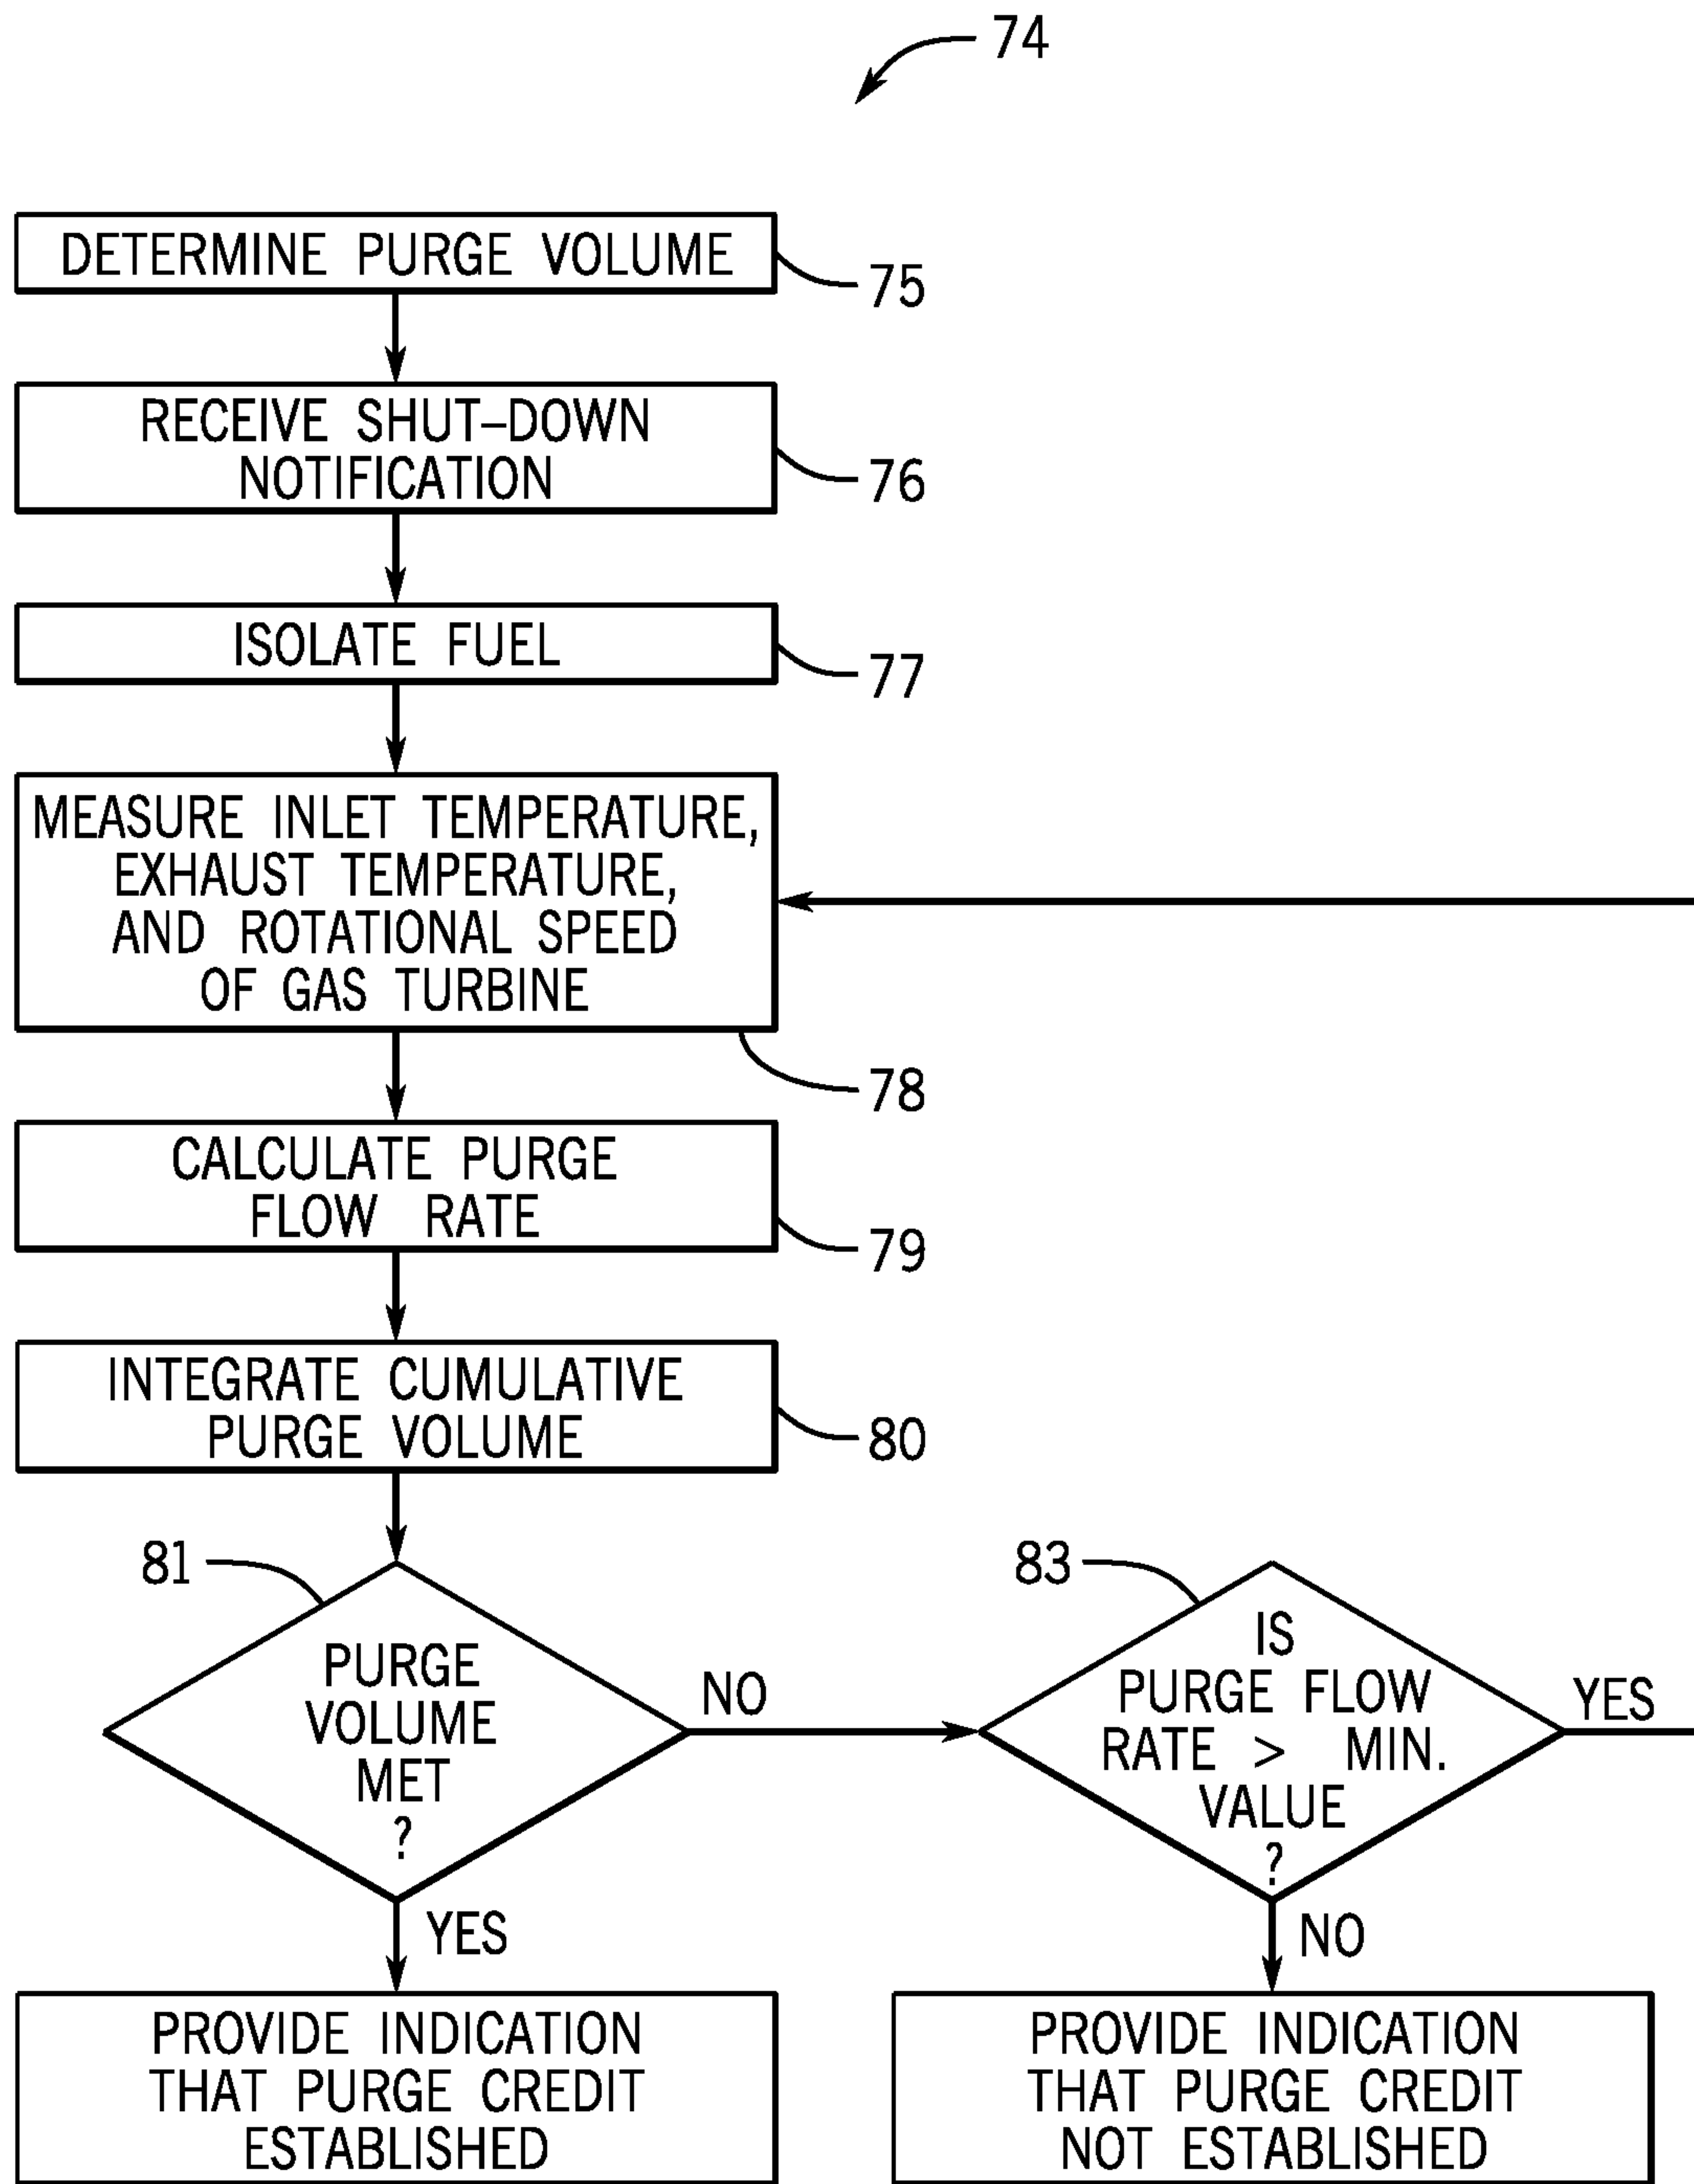 74
DETERMINE PURGE VOLUME
75
RECEIVE SHUT-DOWN
NOTIFICATION
76
ISOLATE FUEL
77
MEASURE INLET TEMPERATURE,
EXHAUST TEMPERATURE,
AND ROTATIONAL SPEED
OF GAS TURBINE
78
CALCULATE PURGE
FLOW RATE
79
INTEGRATE CUMULATIVE
PURGE VOLUME
80
81
PURGE
VOLUME
MET
?
NO
YES
83
IS
PURGE FLOW
RATE > MIN.
VALUE
?
YES
NO
PROVIDE INDICATION
THAT PURGE CREDIT
ESTABLISHED
PROVIDE INDICATION
THAT PURGE CREDIT
NOT ESTABLISHED